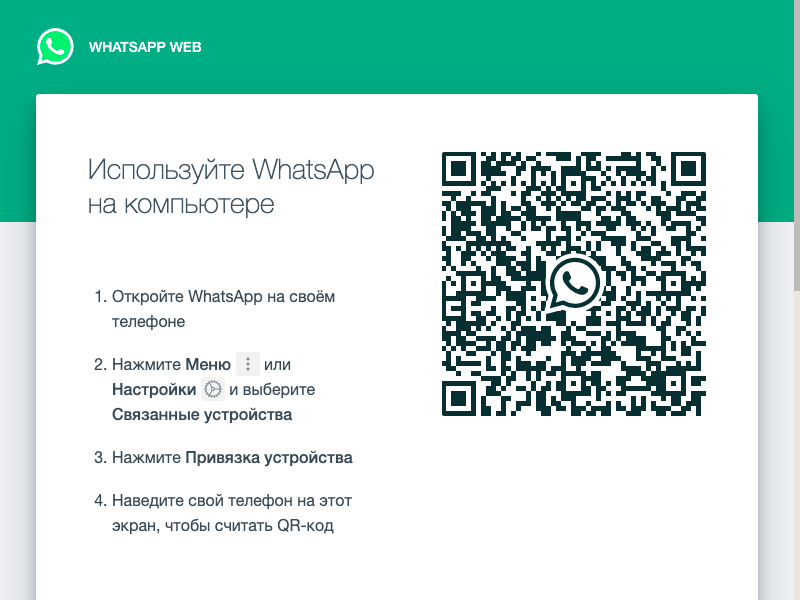 WHATSAPP WEB
Используйте WhatsApp
на компьютере
1. Откройте WhatsApp на своём
телефоне
2. Нажмите Меню или
Настройки и выберите
Связанные устройства
3. Нажмите Привязка устройства
4. Наведите свой телефон на этот
экран, чтобы считать QR-код